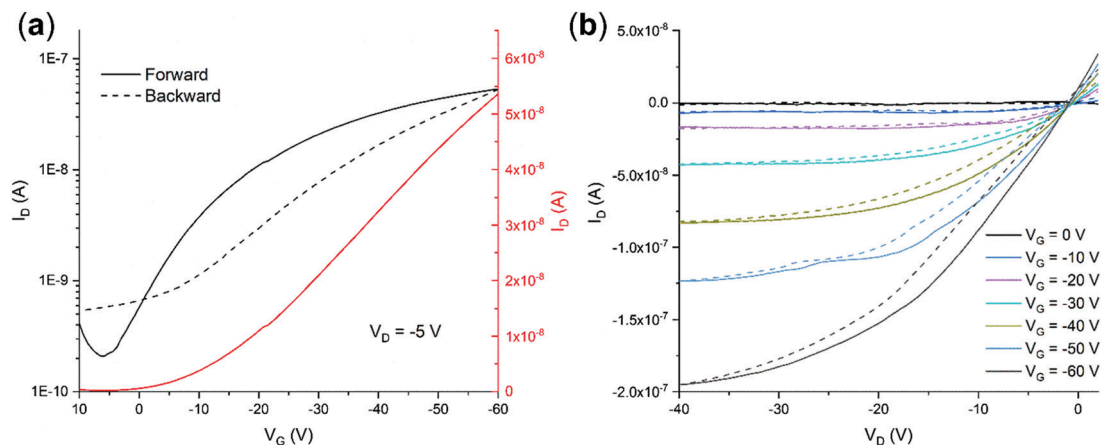 (a)
1E-7
1E-8
1E-9
1E-10
I_D (A)
Forward
Backward
V_D = -5 V
6x10^-8
5x10^-8
4x10^-8
3x10^-8
2x10^-8
1x10^-8
0
I_D (A)
10 0 -10 -20 -30 -40 -50 -60
V_G (V)
(b)
5.0x10^-8
0.0
-5.0x10^-8
-1.0x10^-7
-1.5x10^-7
-2.0x10^-7
I_D (A)
V_G = 0 V
V_G = -10 V
V_G = -20 V
V_G = -30 V
V_G = -40 V
V_G = -50 V
V_G = -60 V
-40 -30 -20 -10 0
V_D (V)